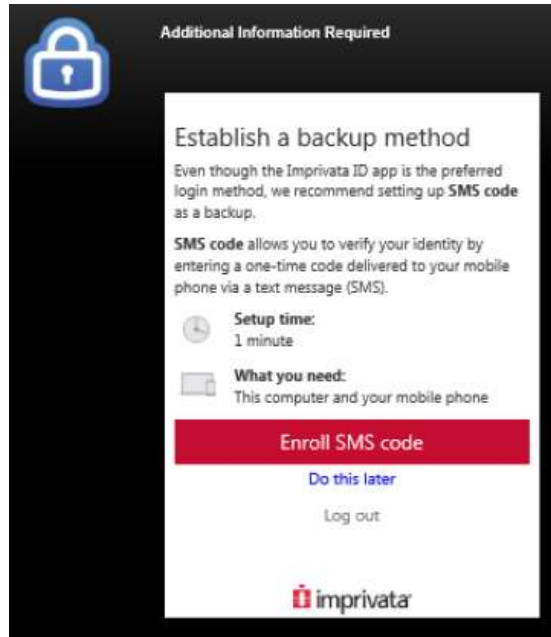 Additional Information Required
Establish a backup method
Even though the Imprivata ID app is the preferred
login method, we recommend setting up SMS code
as a backup.
SMS code allows you to verify your identity by
entering a one-time code delivered to your mobile
phone via a text message (SMS).
Setup time:
1 minute
What you need:
This computer and your mobile phone
Enroll SMS code
Do this later
Log out
imprivata